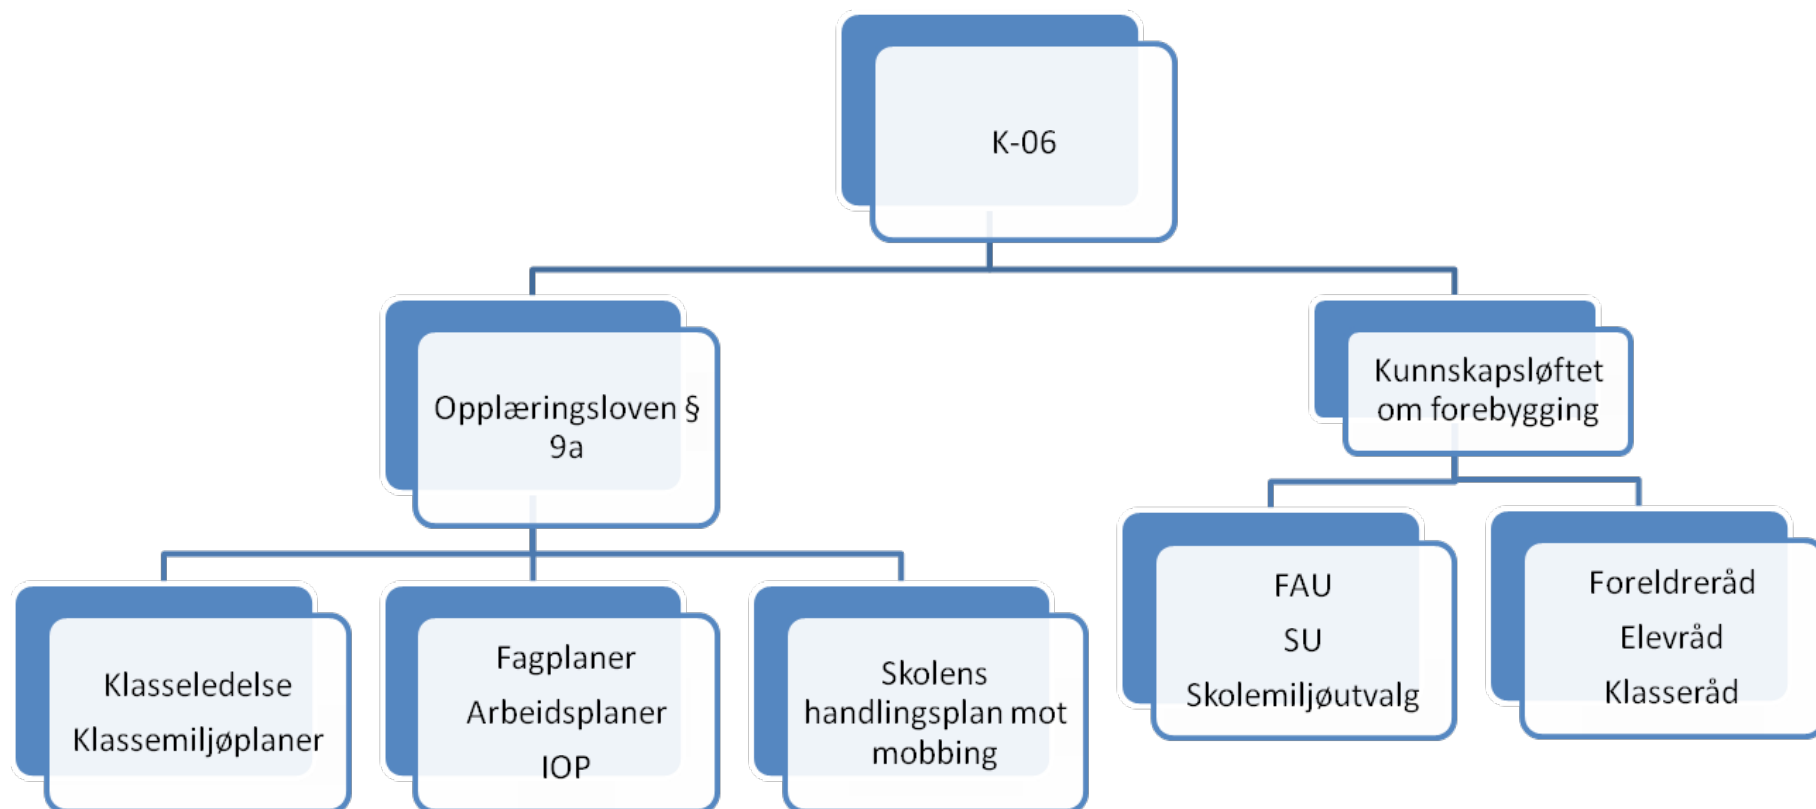 K-06
Opplæringsloven §
9a
Kunnskapsløftet
om forebygging
Klasseledelse
Klassemiljøplaner
Fagplaner
Arbeidsplaner
IOP
Skolens
handlingsplan mot
mobbing
FAU
SU
Skolemiljøutvalg
Foreldreråd
Elevråd
Klasseråd